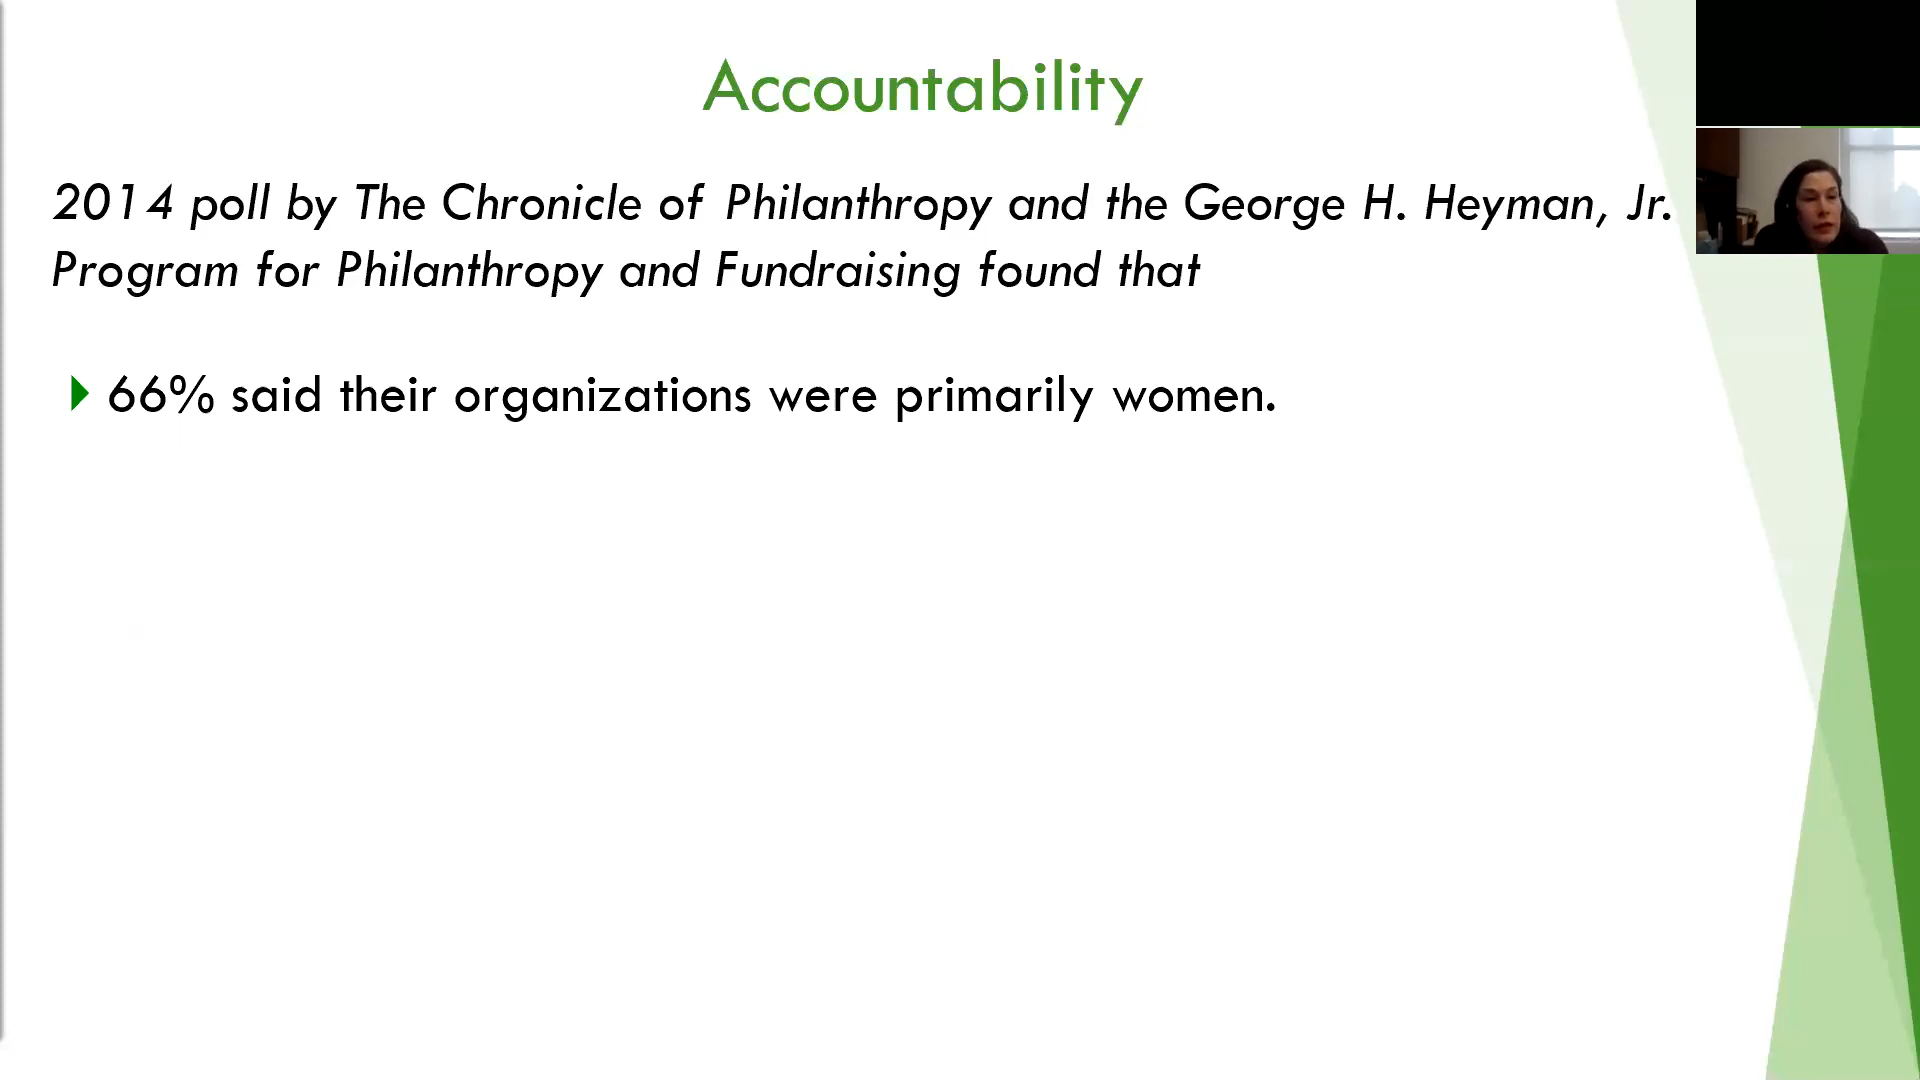 Accountability
2014 poll by The Chronicle of Philanthropy and the George H. Heyman, Jr.
Program for Philanthropy and Fundraising found that
66% said their organizations were primarily women.